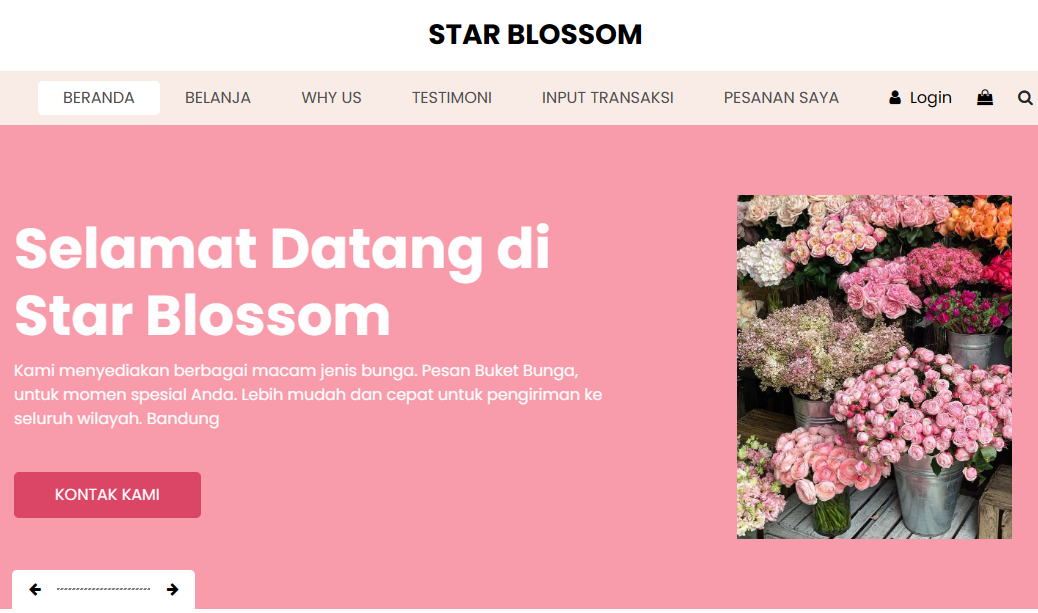 STAR BLOSSOM
BERANDA BELANJA WHY US TESTIMONI INPUT TRANSAKSI PESANAN SAYA Login
Selamat Datang di
Star Blossom
Kami menyediakan berbagai macam jenis bunga. Pesan Buket Bunga,
untuk momen spesial Anda. Lebih mudah dan cepat untuk pengiriman ke
seluruh wilayah. Bandung
KONTAK KAMI